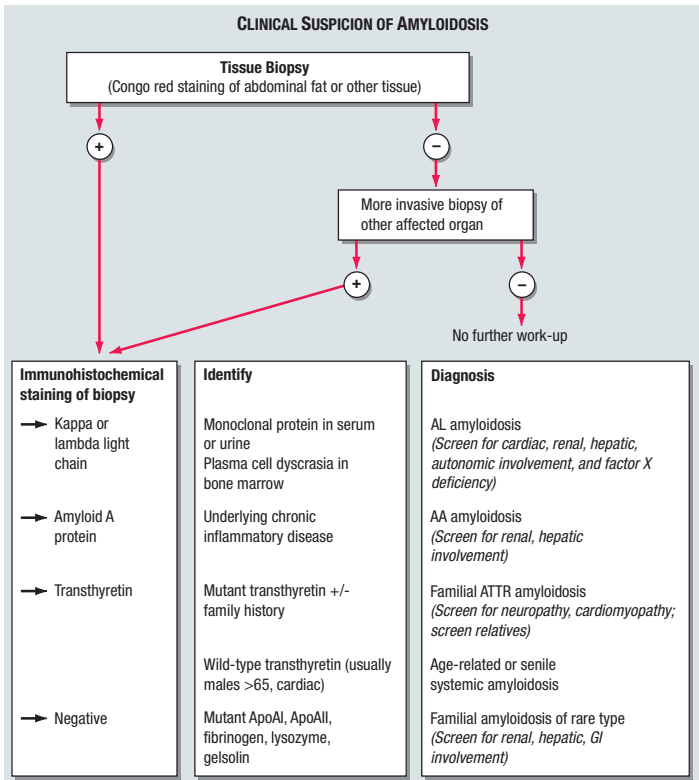 CLINICAL SUSPICION OF AMYLOIDOSIS
Tissue Biopsy
(Congo red staining of abdominal fat or other tissue)
+
–
More invasive biopsy of
other affected organ
+
–
No further work-up
Immunohistochemical
staining of biopsy
Kappa or
lambda light
chain
Amyloid A
protein
Transthyretin
Negative
Identify
Monoclonal protein in serum
or urine
Plasma cell dyscrasia in
bone marrow
Underlying chronic
inflammatory disease
Mutant transthyretin +/-
family history
Wild-type transthyretin (usually
males >65, cardiac)
Mutant ApoAI, ApoAII,
fibrinogen, lysozyme,
gelsolin
Diagnosis
AL amyloidosis
(Screen for cardiac, renal, hepatic,
autonomic involvement, and factor X
deficiency)
AA amyloidosis
(Screen for renal, hepatic
involvement)
Familial ATTR amyloidosis
(Screen for neuropathy, cardiomyopathy;
screen relatives)
Age-related or senile
systemic amyloidosis
Familial amyloidosis of rare type
(Screen for renal, hepatic, GI
involvement)